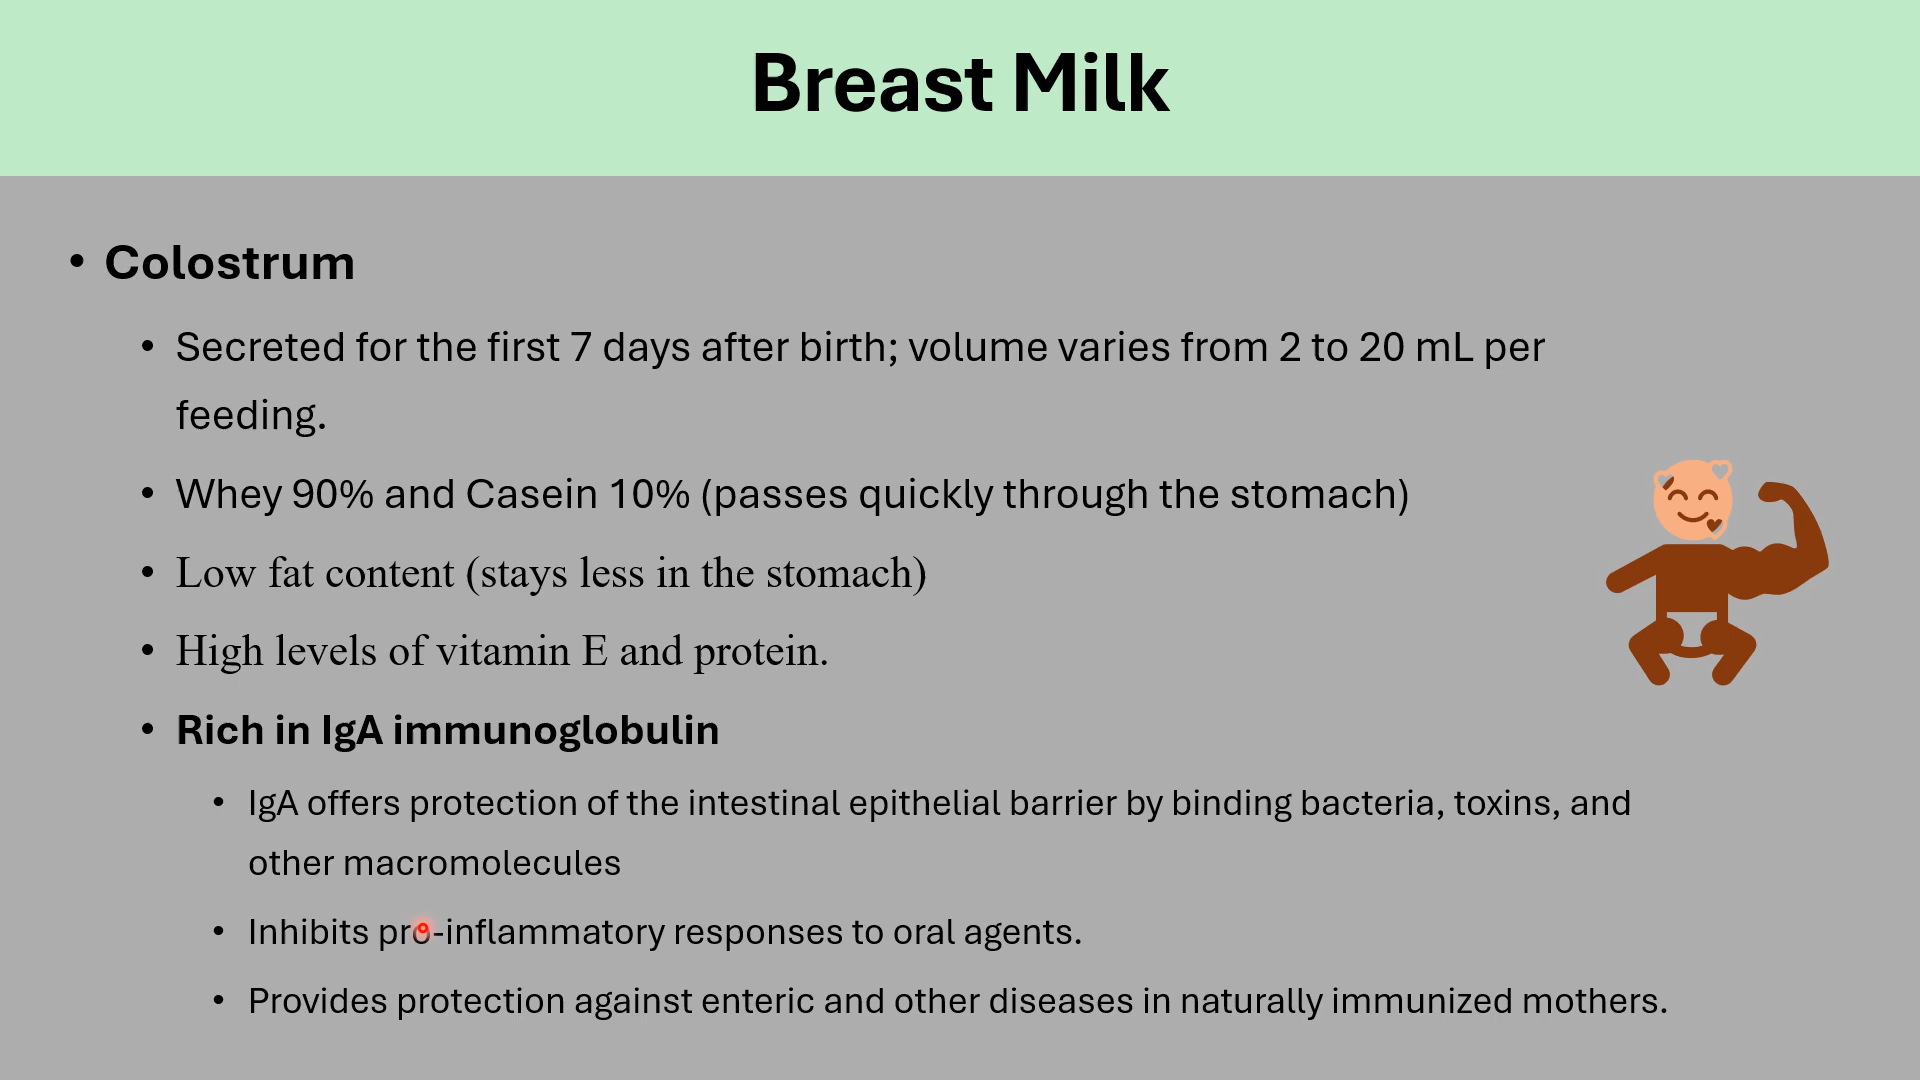 Breast Milk
• Colostrum
• Secreted for the first 7 days after birth; volume varies from 2 to 20 mL per
feeding.
• Whey 90% and Casein 10% (passes quickly through the stomach)
• Low fat content (stays less in the stomach)
• High levels of vitamin E and protein.
• Rich in IgA immunoglobulin
• IgA offers protection of the intestinal epithelial barrier by binding bacteria, toxins, and
other macromolecules
• Inhibits pro-inflammatory responses to oral agents.
• Provides protection against enteric and other diseases in naturally immunized mothers.